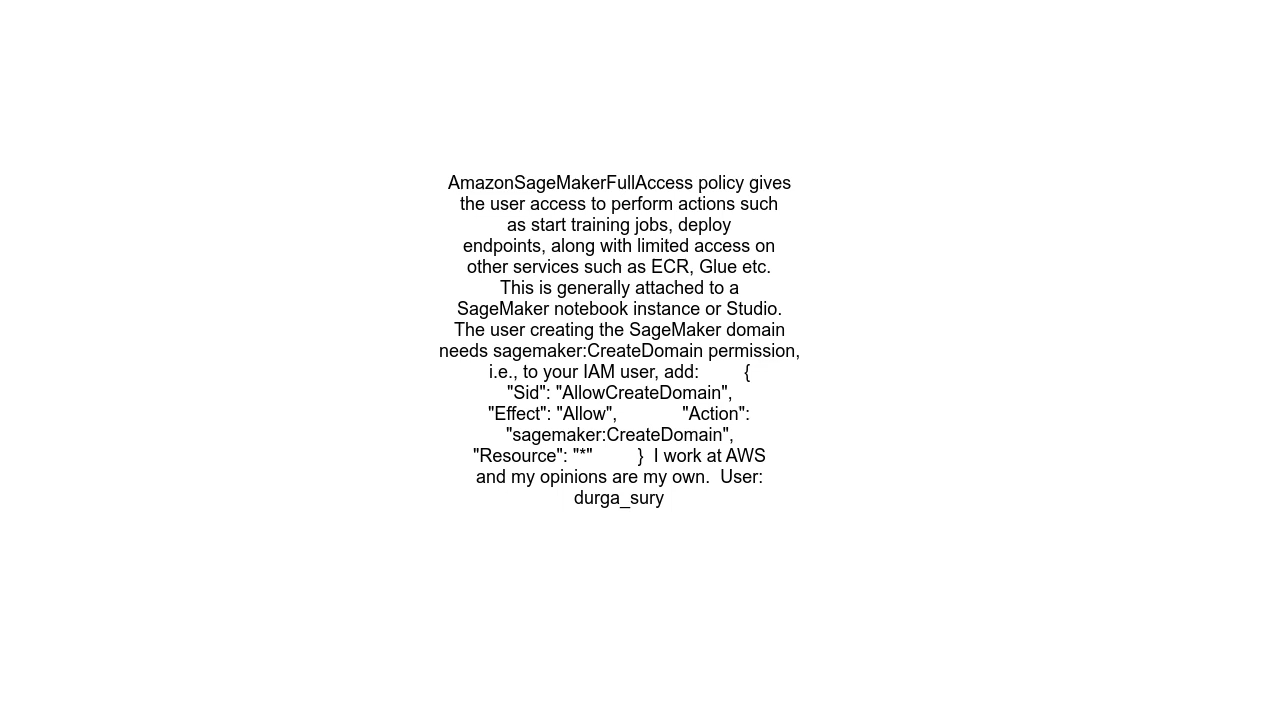 AmazonSageMakerFullAccess policy gives
the user access to perform actions such
as start training jobs, deploy
endpoints, along with limited access on
other services such as ECR, Glue etc.
This is generally attached to a
SageMaker notebook instance or Studio.
The user creating the SageMaker domain
needs sagemaker:CreateDomain permission,
i.e., to your IAM user, add:         {
"Sid": "AllowCreateDomain",
"Effect": "Allow",             "Action":
"sagemaker:CreateDomain",
"Resource": "*"         }  I work at AWS
and my opinions are my own.  User:
durga_sury